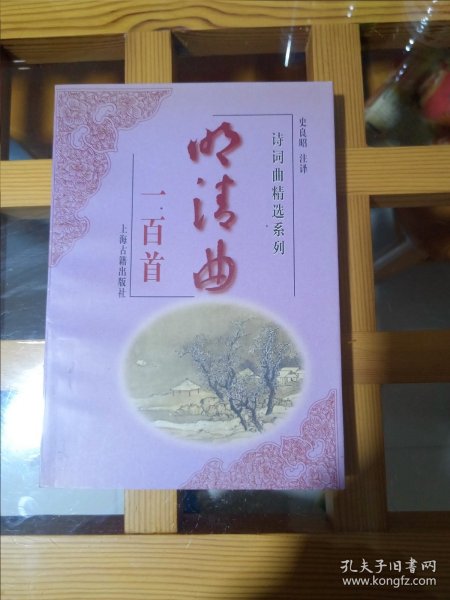 史良昭 注译
诗词曲精选系列
明清曲
二百首
上海古籍出版社
孔夫子旧书网
www.kongfz.com